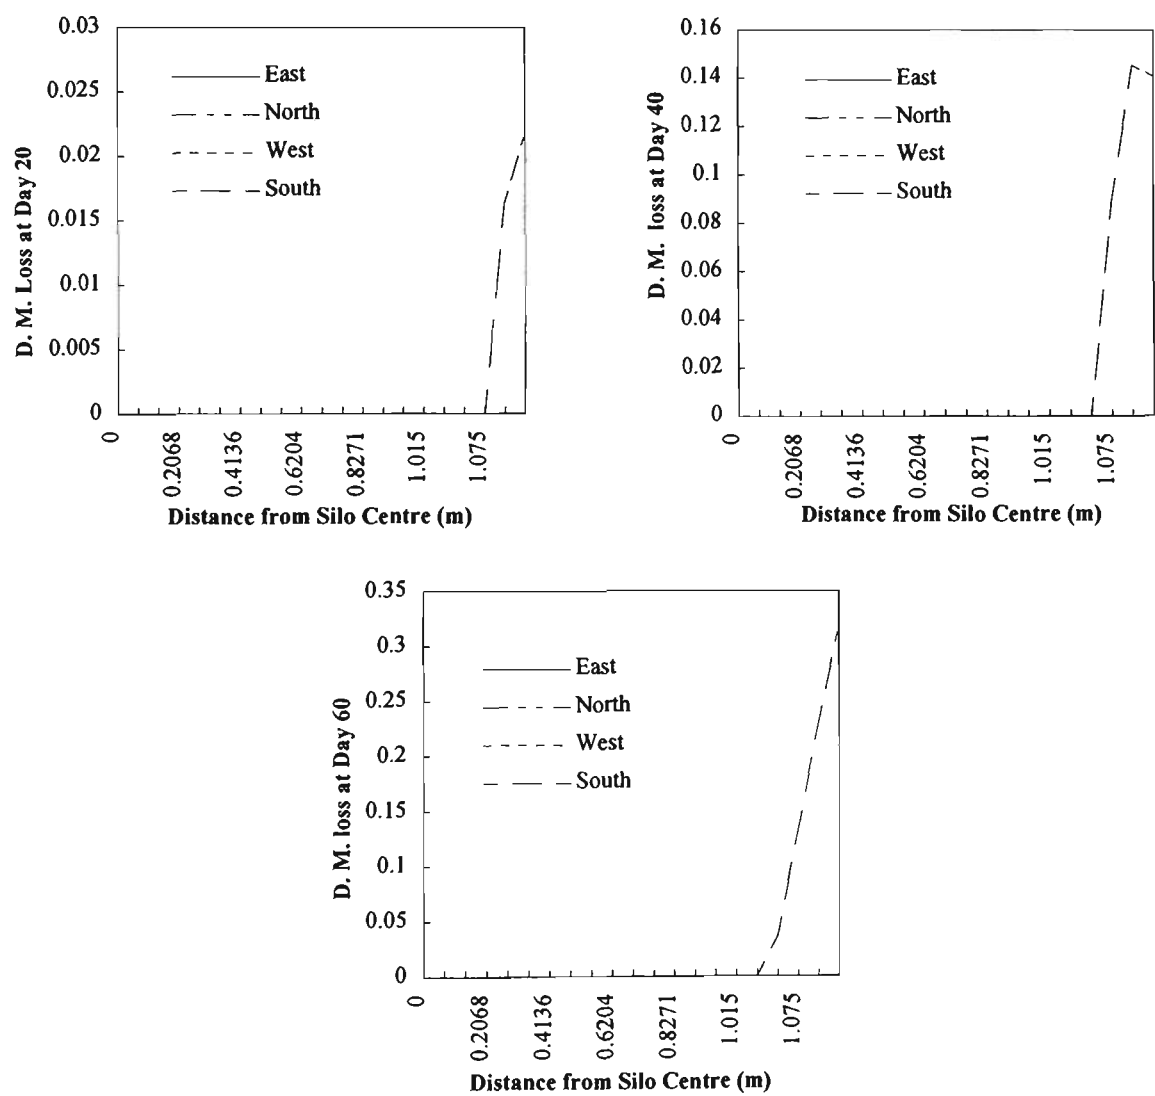 D. M. Loss at Day 20
0.03
0.025
0.02
0.015
0.01
0.005
0
East
North
West
South
0
0.2068
0.4136
0.6204
0.8271
1.015
1.075
Distance from Silo Centre (m)
D. M. loss at Day 40
0.16
0.14
0.12
0.1
0.08
0.06
0.04
0.02
0
East
North
West
South
0
0.2068
0.4136
0.6204
0.8271
1.015
1.075
Distance from Silo Centre (m)
D. M. loss at Day 60
0.35
0.3
0.25
0.2
0.15
0.1
0.05
0
East
North
West
South
0
0.2068
0.4136
0.6204
0.8271
1.015
1.075
Distance from Silo Centre (m)